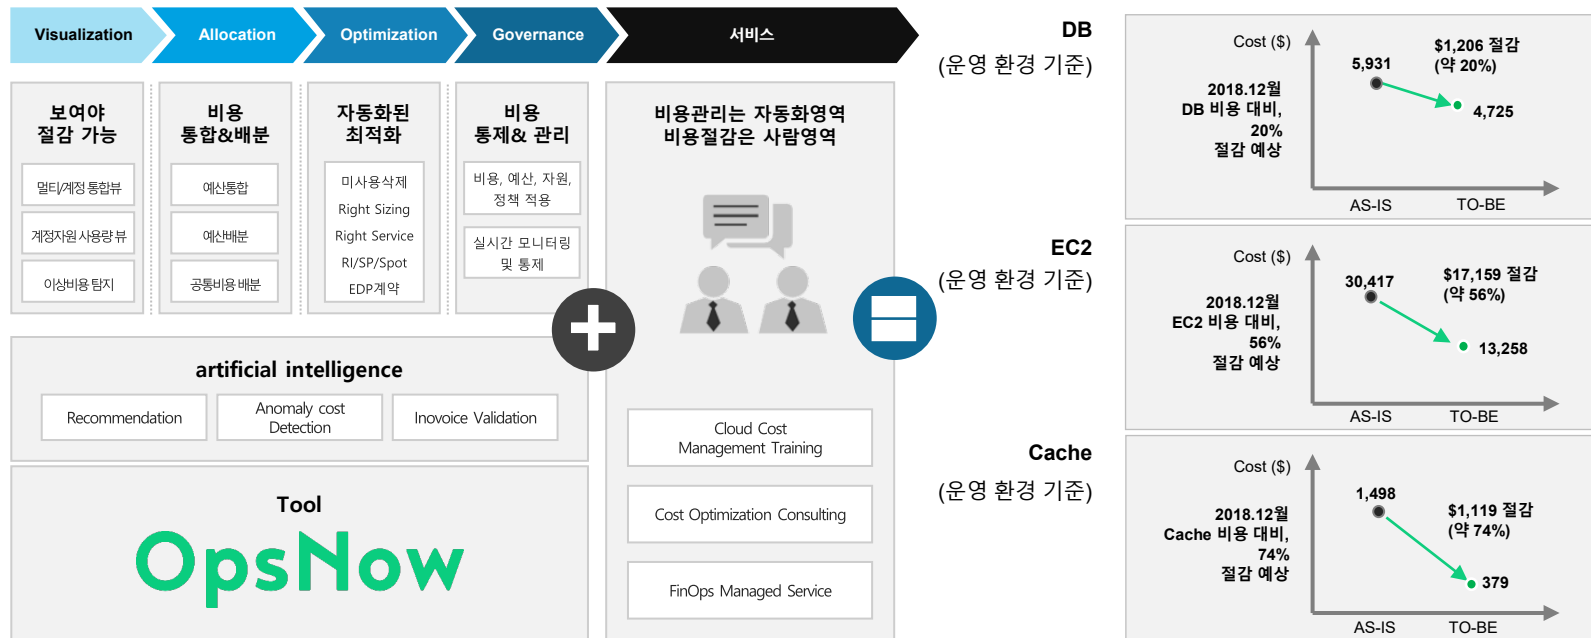 Visualization
Allocation
Optimization
Governance
서비스
보여야
절감 가능
멀티/계정 통합뷰
계정자원 사용량 뷰
이상비용 탐지
비용
통합&배분
예산통합
예산배분
공통비용 배분
자동화된
최적화
미사용삭제
Right Sizing
Right Service
RI/SP/Spot
EDP계약
비용
통제& 관리
비용, 예산, 자원,
정책 적용
실시간 모니터링
및 통제
artificial intelligence
Recommendation
Anomaly cost
Detection
Inovoice Validation
Tool
OpsNow
비용관리는 자동화영역
비용절감은 사람영역
Cloud Cost
Management Training
Cost Optimization Consulting
FinOps Managed Service
DB
(운영 환경 기준)
2018.12월
DB 비용 대비,
20%
절감 예상
Cost ($)
5,931
$1,206 절감
(약 20%)
4,725
AS-IS
TO-BE
EC2
(운영 환경 기준)
2018.12월
EC2 비용 대비,
56%
절감 예상
Cost ($)
30,417
$17,159 절감
(약 56%)
13,258
AS-IS
TO-BE
Cache
(운영 환경 기준)
2018.12월
Cache 비용 대비,
74%
절감 예상
Cost ($)
1,498
$1,119 절감
(약 74%)
379
AS-IS
TO-BE